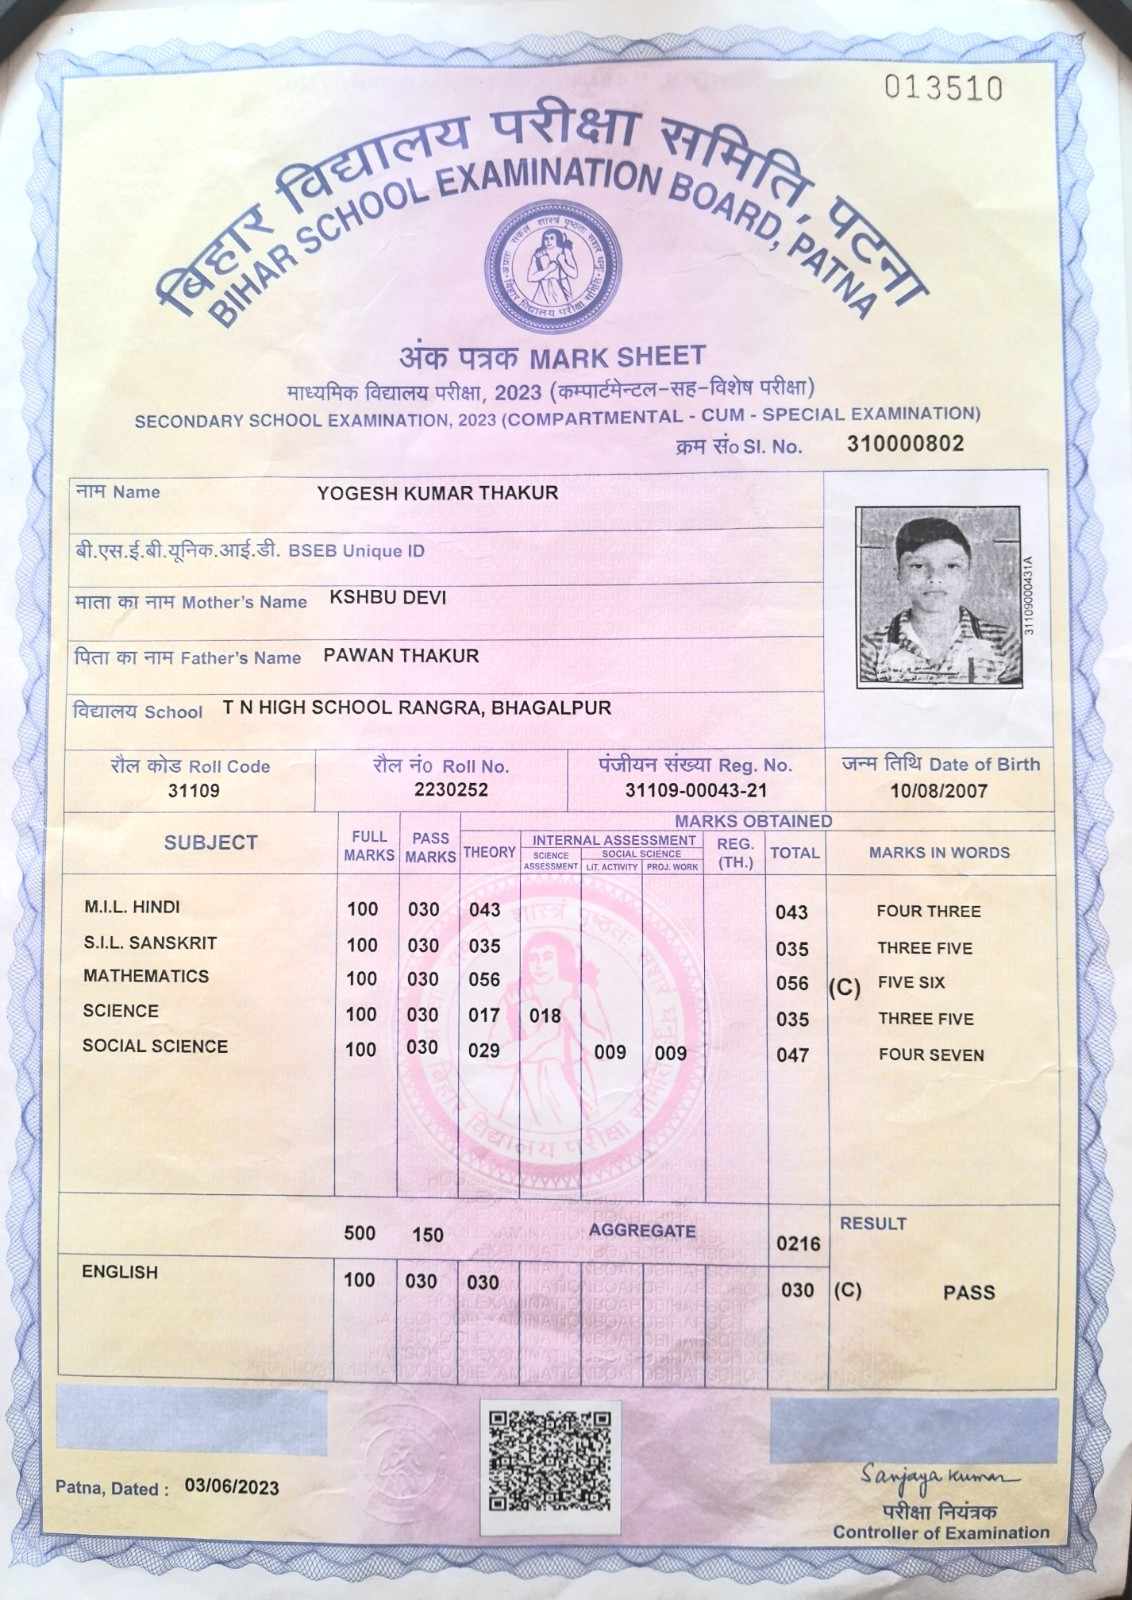 013510
बिहार विद्यालय परीक्षा समिति, पटना
BIHAR SCHOOL EXAMINATION BOARD, PATNA
अंक पत्रक MARK SHEET
माध्यमिक विद्यालय परीक्षा, 2023 (कम्पार्टमेन्टल-सह-विशेष परीक्षा)
SECONDARY SCHOOL EXAMINATION, 2023 (COMPARTMENTAL - CUM - SPECIAL EXAMINATION)
क्रम सं० Sl. No. 310000802
नाम Name YOGESH KUMAR THAKUR
बी.एस.ई.बी.यूनिक.आई.डी. BSEB Unique ID
माता का नाम Mother's Name KSHBU DEVI
पिता का नाम Father's Name PAWAN THAKUR
विद्यालय School T N HIGH SCHOOL RANGRA, BHAGALPUR
31109000431A
रौल कोड Roll Code रौल नं0 Roll No. पंजीयन संख्या Reg. No. जन्म तिथि Date of Birth
31109 2230252 31109-00043-21 10/08/2007
SUBJECT FULL MARKS PASS MARKS MARKS OBTAINED
THEORY INTERNAL ASSESSMENT REG. (TH.) TOTAL MARKS IN WORDS
SCIENCE ASSESSMENT SOCIAL SCIENCE
LIT. ACTIVITY PROJ. WORK
M.I.L. HINDI 100 030 043 043 FOUR THREE
S.I.L. SANSKRIT 100 030 035 035 THREE FIVE
MATHEMATICS 100 030 056 056 (C) FIVE SIX
SCIENCE 100 030 017 018 035 THREE FIVE
SOCIAL SCIENCE 100 030 029 009 009 047 FOUR SEVEN
500 150 AGGREGATE 0216 RESULT
ENGLISH 100 030 030 030 (C) PASS
Patna, Dated : 03/06/2023
Sanjaya Kumar
परीक्षा नियंत्रक
Controller of Examination